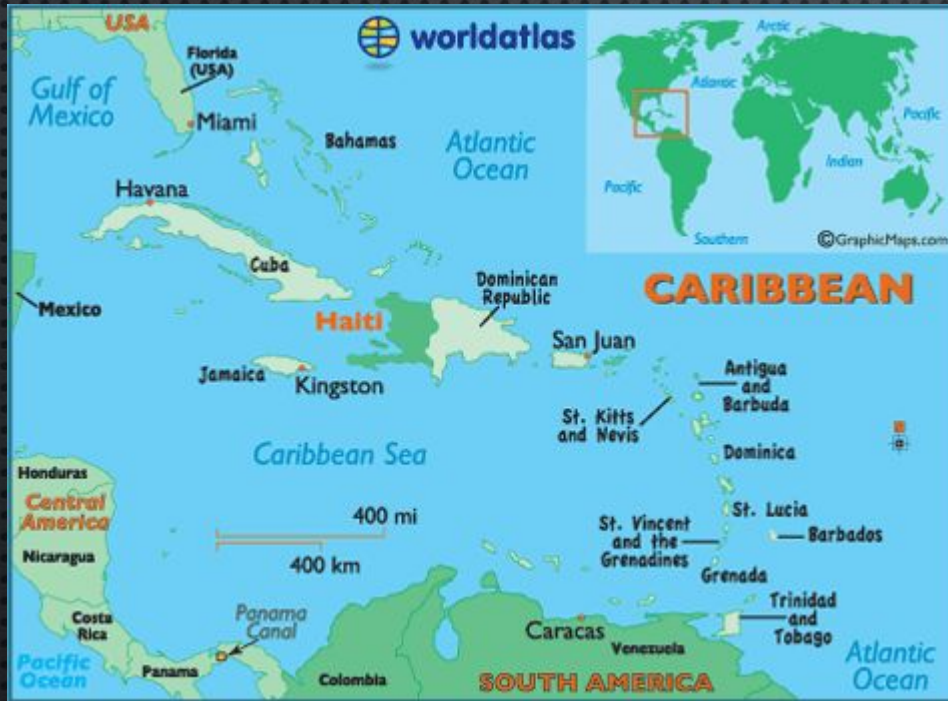 USA
worldatlas
Florida
(USA)
Gulf of
Mexico
Miami
Bahamas
Atlantic
Ocean
Arctic
Atlantic
Pacific
Indian
Pacific
Southern
©GraphicMaps.com
Havana
Cuba
Mexico
Haiti
Dominican
Republic
CARIBBEAN
San Juan
Jamaica
Kingston
Antigua
and
Barbuda
St. Kitts
and Nevis
Caribbean Sea
Dominica
Honduras
Central
America
Nicaragua
400 mi
400 km
St. Lucia
St. Vincent
and the
Grenadines
Barbados
Grenada
Costa
Rica
Panama
Canal
Caracas
Venezuela
Trinidad
and
Tobago
Pacific
Ocean
Panama
Colombia
SOUTH AMERICA
Atlantic
Ocean